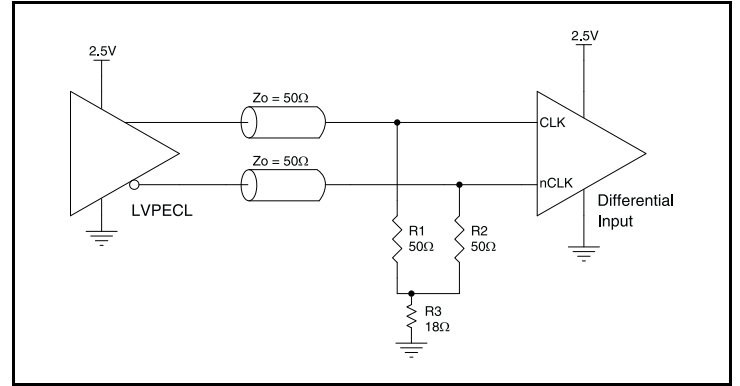 2.5V
2.5V
Zo = 50Ω
CLK
Zo = 50Ω
nCLK
LVPECL
Differential
Input
R1
50Ω
R2
50Ω
R3
18Ω